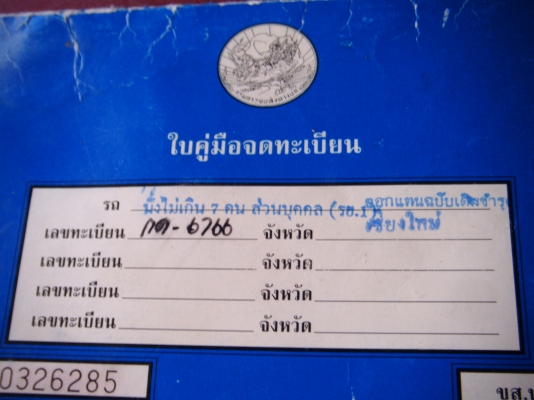 ใบคู่มือจดทะเบียน
รถ นั่งไม่เกิน 7 คน ส่วนบุคคล (รย.1) ออกแทนฉบับเดิมชำรุด
เลขทะเบียน กด-6766 จังหวัด เชียงใหม่
เลขทะเบียน จังหวัด
เลขทะเบียน จังหวัด
เลขทะเบียน จังหวัด
0326285